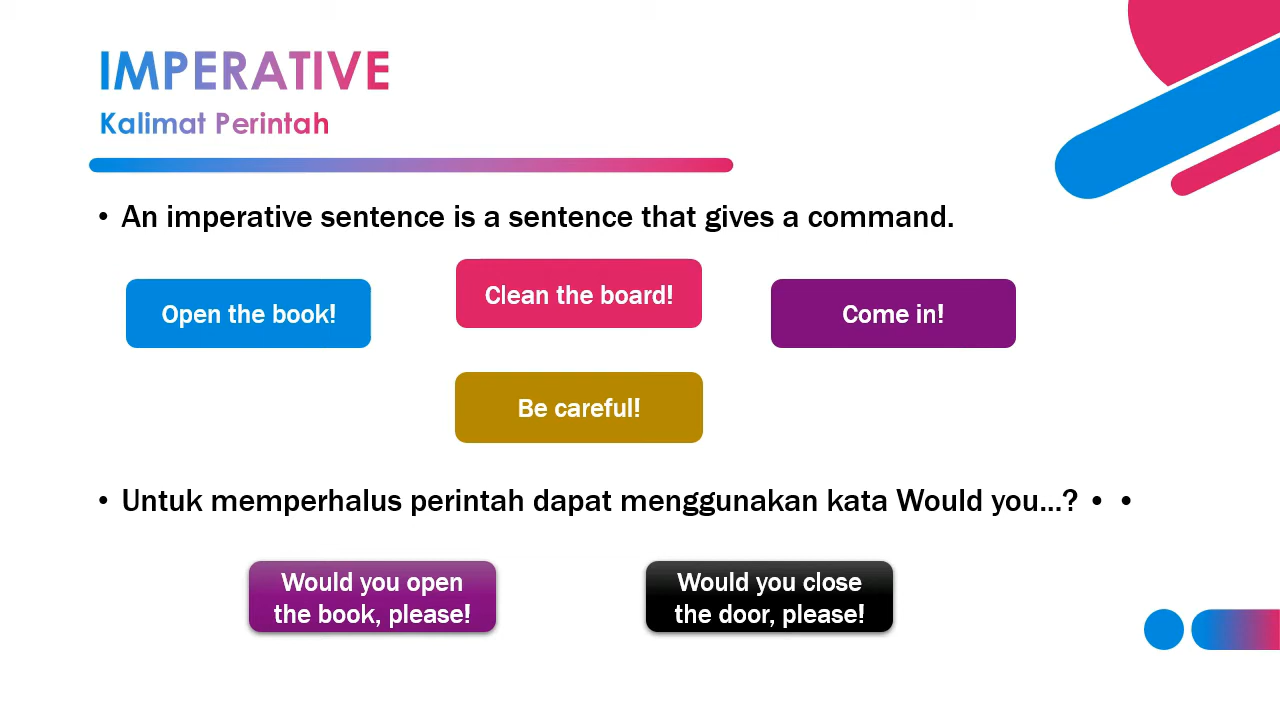 IMPERATIVE
Kalimat Perintah
• An imperative sentence is a sentence that gives a command.
Open the book!
Clean the board!
Come in!
Be careful!
• Untuk memperhalus perintah dapat menggunakan kata Would you...? • •
Would you open
the book, please!
Would you close
the door, please!